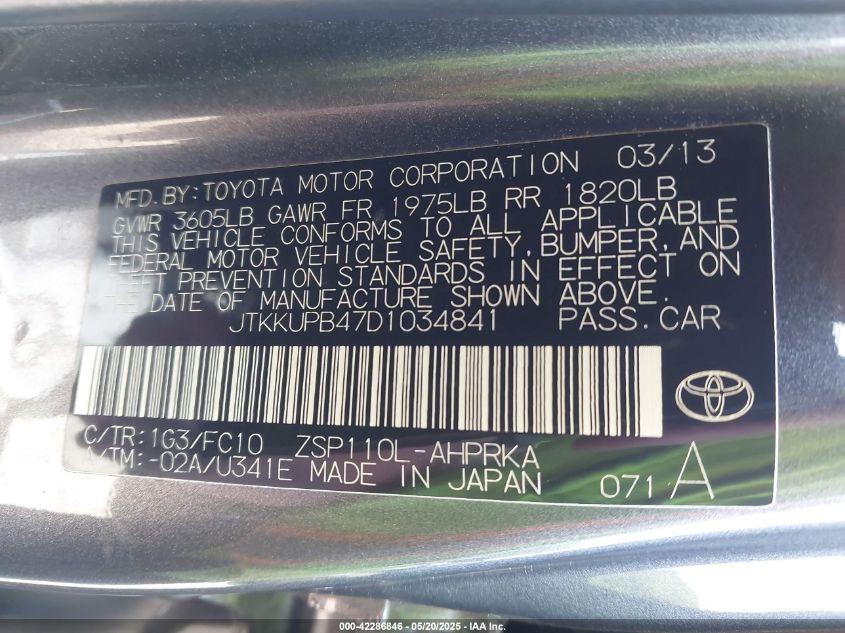 MFD. BY: TOYOTA MOTOR CORPORATION 03/13
GVWR 3605LB GAWR FR 1975LB RR 1820LB
THIS VEHICLE CONFORMS TO ALL APPLICABLE
FEDERAL MOTOR VEHICLE SAFETY, BUMPER, AND
THEFT PREVENTION STANDARDS IN EFFECT ON
THE DATE OF MANUFACTURE SHOWN ABOVE.
JTKKUPB47D1034841 PASS. CAR
C/TR: 1G3/FC10 ZSP110L-AHPRKA
A/TM: -02A/U341E MADE IN JAPAN 071 A
000-42286846 - 05/20/2025 - IAA Inc.